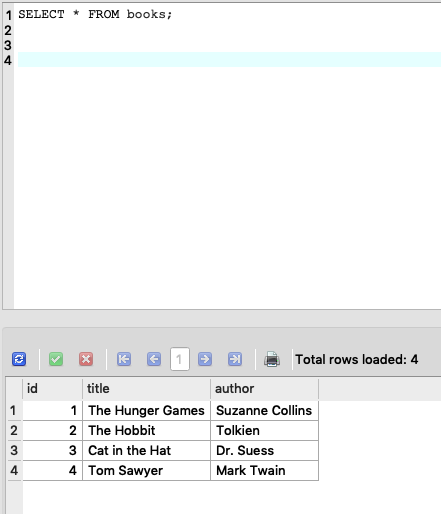 1 SELECT * FROM books;
2
3
4
1
Total rows loaded: 4
id title author
1 1 The Hunger Games Suzanne Collins
2 2 The Hobbit Tolkien
3 3 Cat in the Hat Dr. Suess
4 4 Tom Sawyer Mark Twain